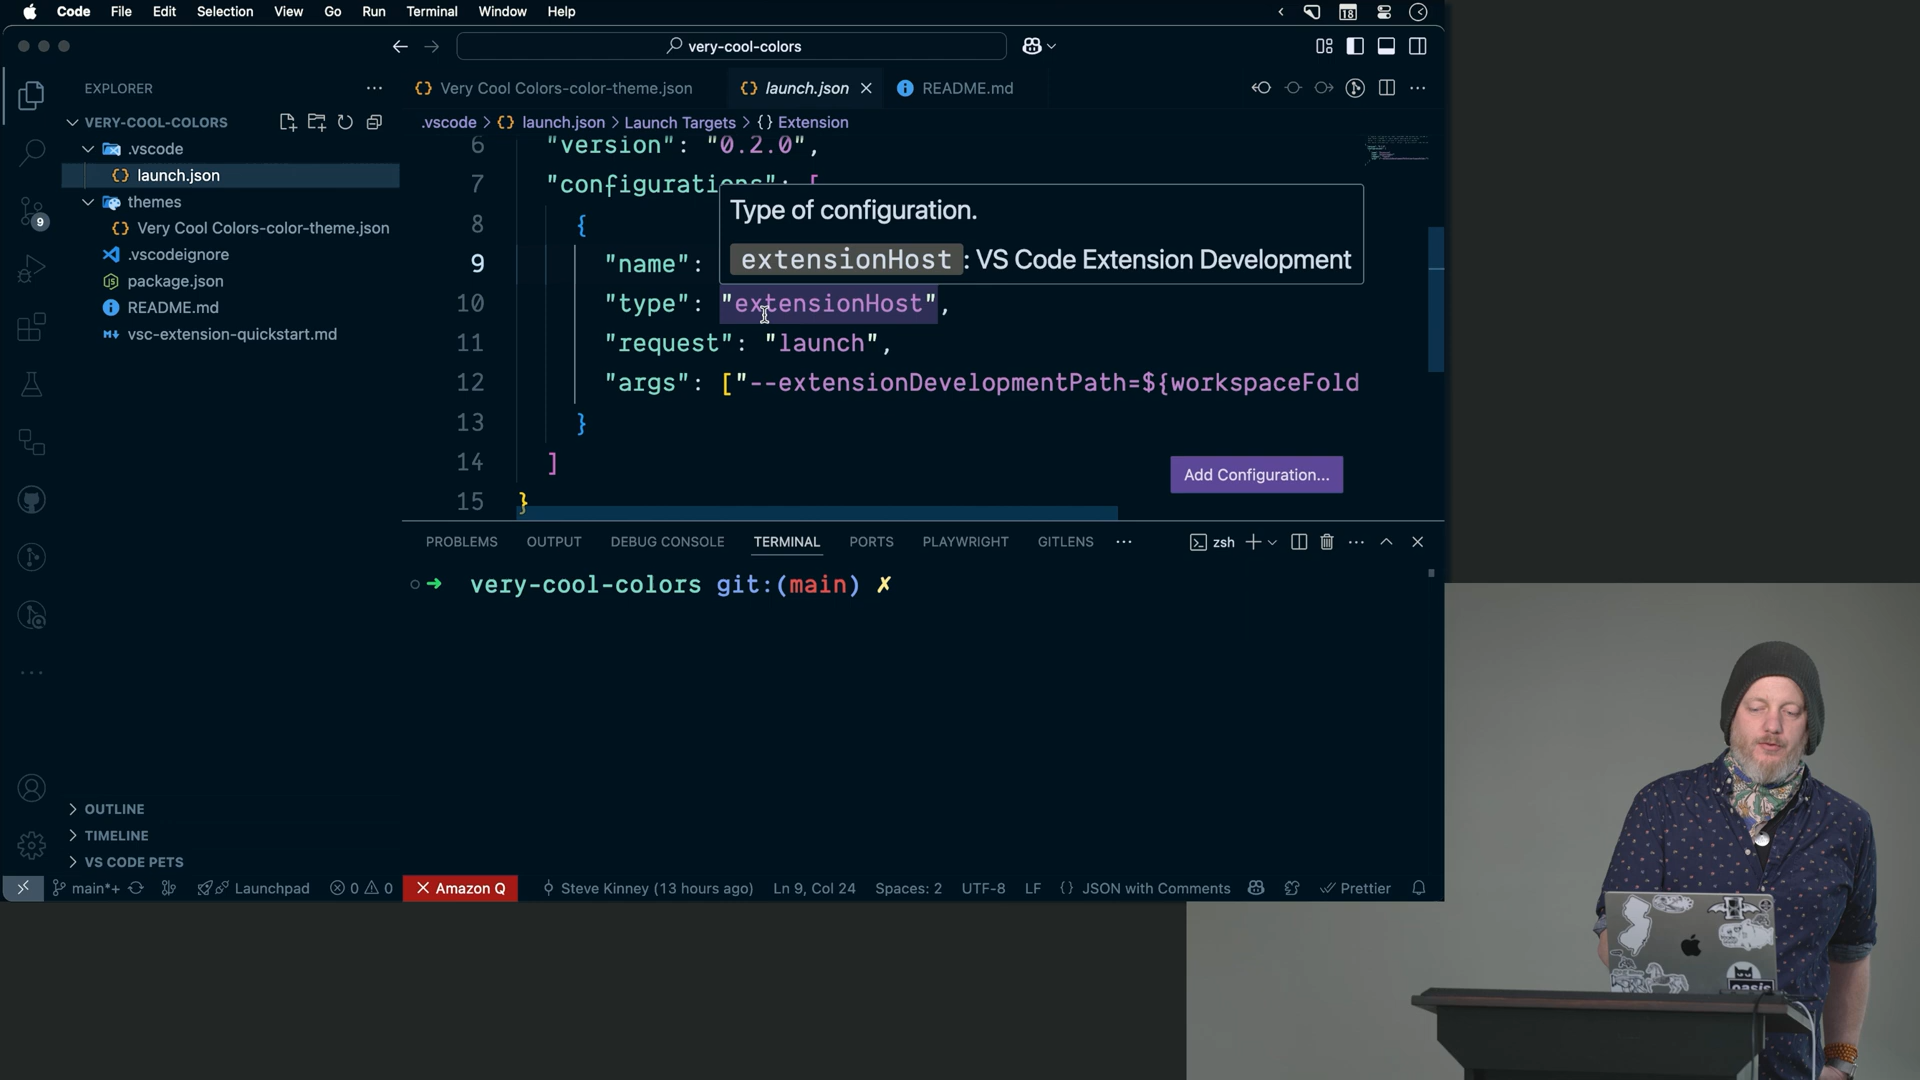 Code File Edit Selection View Go Run Terminal Window Help
18
very-cool-colors
EXPLORER
Very Cool Colors-color-theme.json
launch.json
README.md
VERY-COOL-COLORS
.vscode
launch.json
themes
Very Cool Colors-color-theme.json
.vscodeignore
package.json
README.md
vsc-extension-quickstart.md
9
OUTLINE
TIMELINE
VS CODE PETS
.vscode > {} launch.json > Launch Targets > {} Extension
6 "version": "0.2.0",
7 "configurations": [
8 {
9 "name":
10 "type": "extensionHost",
11 "request": "launch",
12 "args": ["--extensionDevelopmentPath=${workspaceFold
13 }
14 ]
15 }
Type of configuration.
extensionHost : VS Code Extension Development
Add Configuration...
PROBLEMS OUTPUT DEBUG CONSOLE TERMINAL PORTS PLAYWRIGHT GITLENS ... zsh
➜ very-cool-colors git:(main) ✗
main*+ Launchpad 0 0 Amazon Q Steve Kinney (13 hours ago) Ln 9, Col 24 Spaces: 2 UTF-8 LF {} JSON with Comments Prettier
oasis